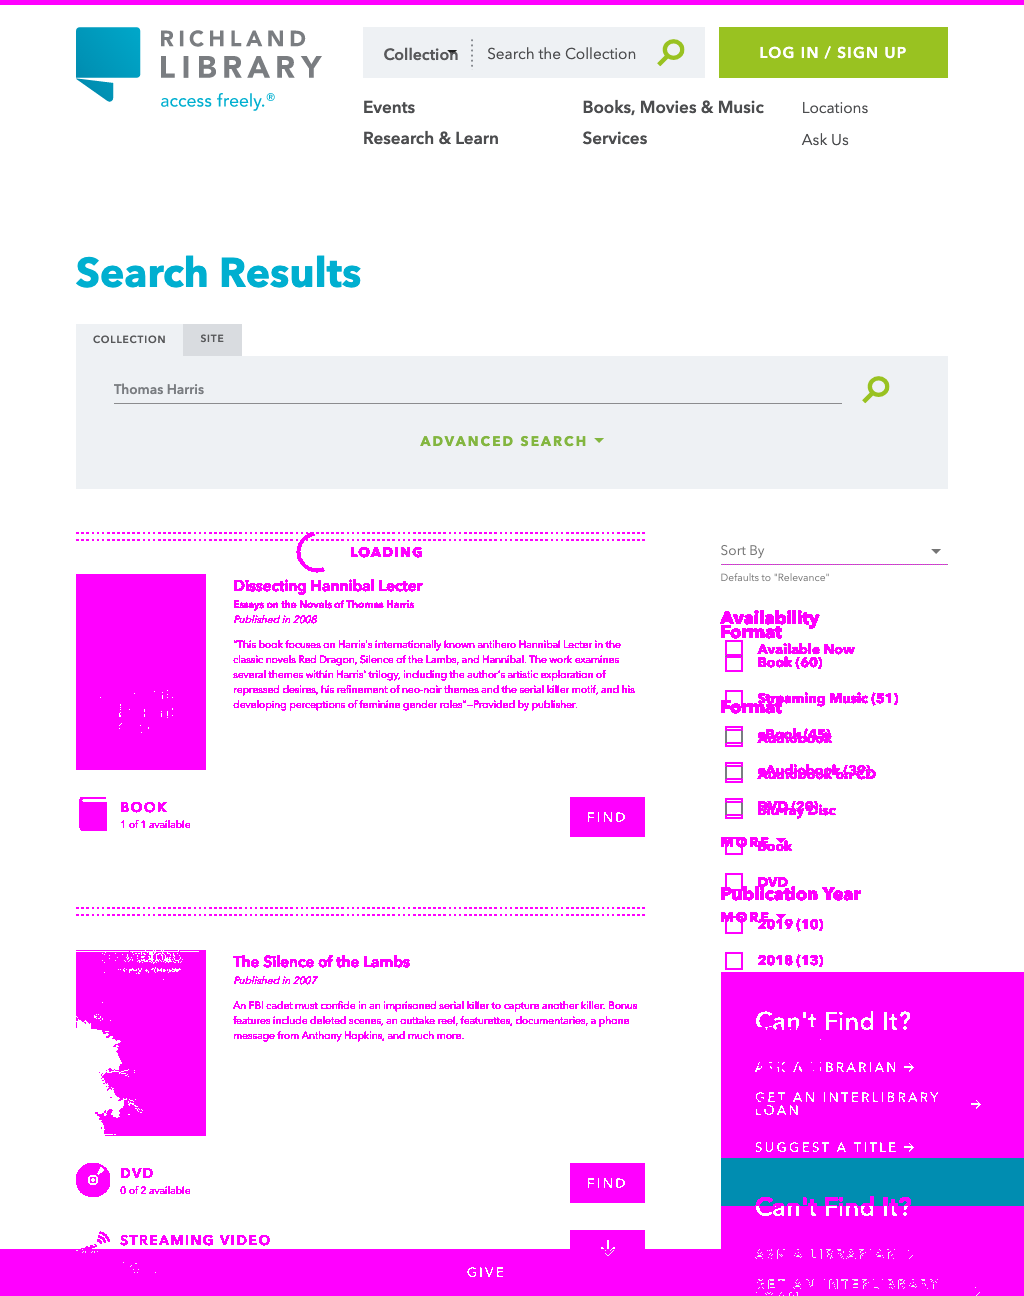 RICHLAND
LIBRARY
access freely.®
Collection
Search the Collection
LOG IN / SIGN UP
Events
Books, Movies & Music
Locations
Research & Learn
Services
Ask Us
Search Results
COLLECTION
SITE
Thomas Harris
ADVANCED SEARCH
LOADING
Dissecting Hannibal Lecter
Essays on the Novels of Thomas Harris
Published in 2008
"This book focuses on Harris's internationally known antihero Hannibal Lecter in the
classic novels Red Dragon, Silence of the Lambs, and Hannibal. The work examines
several themes within Harris' trilogy, including the author's artistic exploration of
repressed desires, his refinement of neo-noir themes and the serial killer motif, and his
developing perceptions of feminine gender roles"--Provided by publisher.
BOOK
1 of 1 available
FIND
The Silence of the Lambs
Published in 2007
An FBI cadet must confide in an imprisoned serial killer to capture another killer. Bonus
features include deleted scenes, an outtake reel, featurettes, documentaries, a phone
message from Anthony Hopkins, and much more.
DVD
0 of 2 available
FIND
STREAMING VIDEO
Sort By
Defaults to "Relevance"
Availability
Format
Available Now
Book (60)
Streaming Music (51)
Format
eBook (45)
Audiobook
eAudiobook (39)
Audiobook on CD
DVD (20)
Blu-ray Disc
MORE
Book
DVD
Publication Year
MORE
2019 (10)
2018 (13)
Can't Find It?
ASK A LIBRARIAN
GET AN INTERLIBRARY
LOAN
SUGGEST A TITLE
Can't Find It?
ASK A LIBRARIAN
GET AN INTERLIBRARY
LOAN
GIVE